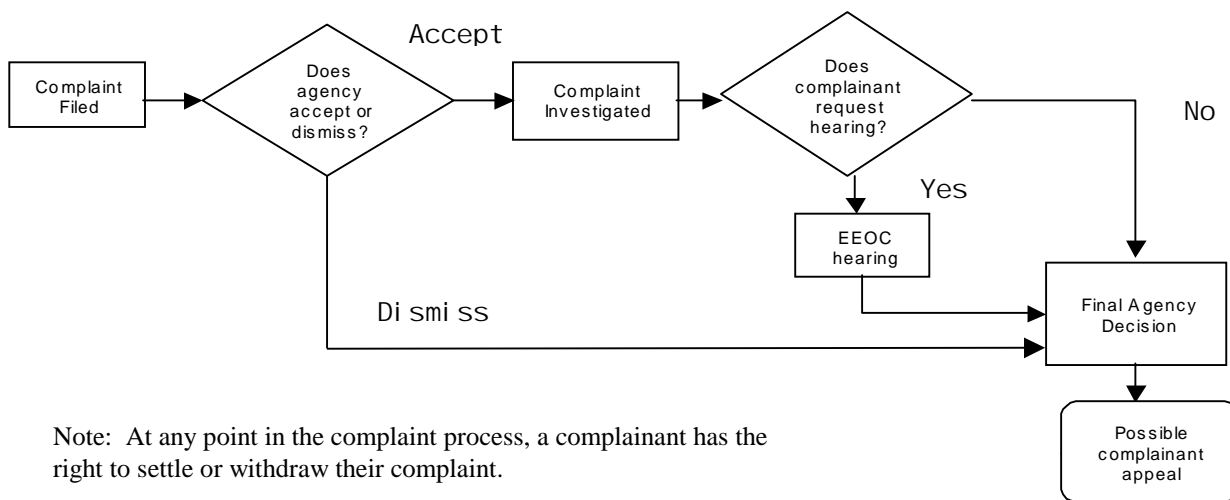 Accept
Complaint
Filed
Does
agency
accept or
dismiss?
Complaint
Investigated
Does
complainant
request
hearing?
No
Yes
EEOC
hearing
Dismiss
Final Agency
Decision
Possible
complainant
appeal
Note: At any point in the complaint process, a complainant has the
right to settle or withdraw their complaint.